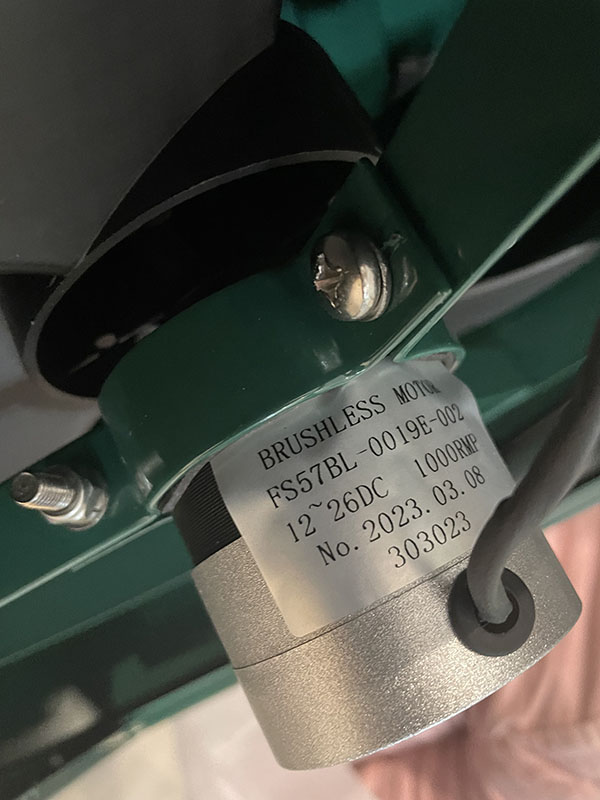 BRUSHLESS MOTOR
FS57BL-0019E-002
12~26DC 1000RMP
No. 2023.03.08
303023